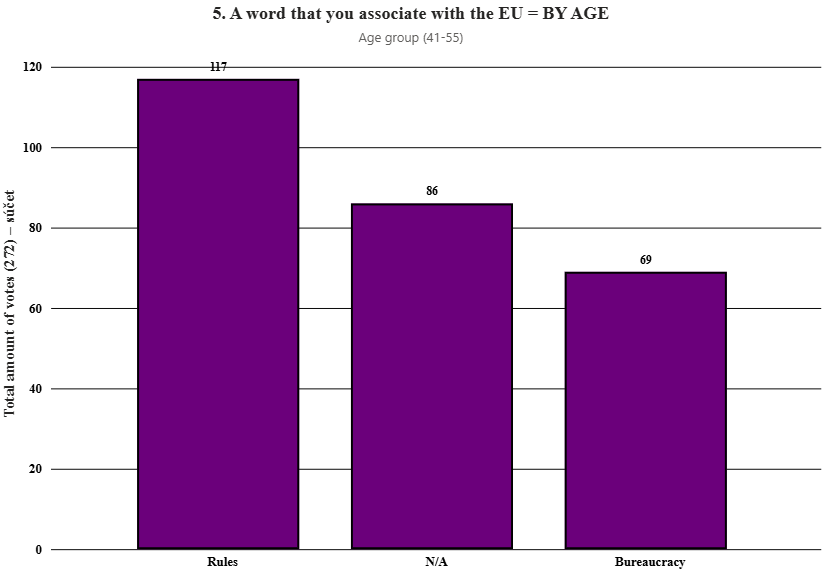 5. A word that you associate with the EU = BY AGE
Age group (41-55)
Total amount of votes (272) – súčet
120
100
80
60
40
20
0
117
86
69
Rules
N/A
Bureaucracy